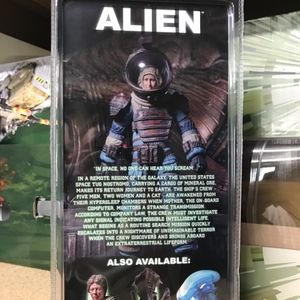 ALIEN
"IN SPACE, NO ONE CAN HEAR YOU SCREAM."
IN A REMOTE REGION OF THE GALAXY, THE UNITED STATES
SPACE TUG NOSTROMO, CARRYING A CARGO OF MINERAL ORE,
MAKES ITS RETURN JOURNEY TO EARTH. THE SHIP'S CREW -
FIVE MEN, TWO WOMEN AND A CAT - ARE AWAKENED FROM
THEIR HYPERSLEEP CHAMBERS WHEN MOTHER, THE ON-BOARD
COMPUTER, MONITORS A STRANGE TRANSMISSION.
ACCORDING TO COMPANY LAW, THE CREW MUST INVESTIGATE
ANY SIGNAL INDICATING POSSIBLE INTELLIGENT LIFE.
WHAT BEGINS AS A ROUTINE SEARCH MISSION QUICKLY
ESCALATES INTO A NIGHTMARE OF UNIMAGINABLE TERROR
WHEN THE CREW DISCOVERS AND BRINGS ABOARD
AN EXTRATERRESTRIAL LIFEFORM.
ALSO AVAILABLE: